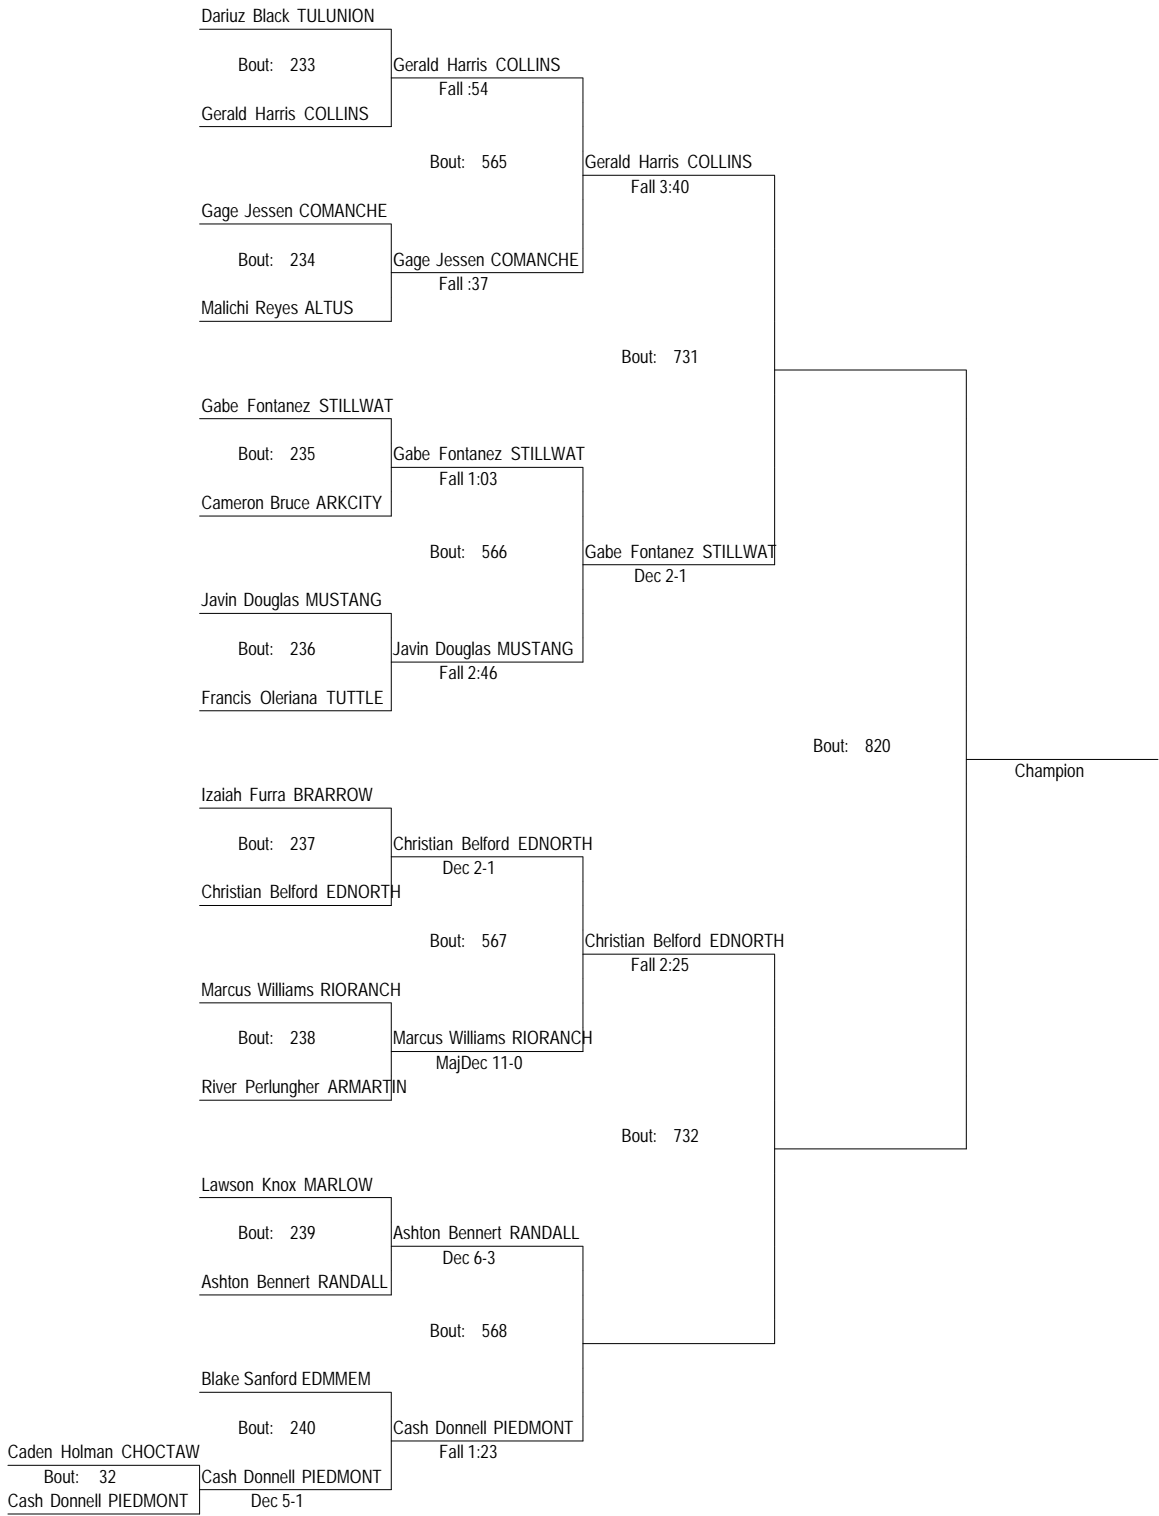 Dariuz Black TULUNION
Bout: 233
Gerald Harris COLLINS
Fall :54
Gerald Harris COLLINS
Bout: 565
Gerald Harris COLLINS
Fall 3:40
Gage Jessen COMANCHE
Bout: 234
Gage Jessen COMANCHE
Fall :37
Malichi Reyes ALTUS
Bout: 731
Gabe Fontanez STILLWAT
Bout: 235
Gabe Fontanez STILLWAT
Fall 1:03
Cameron Bruce ARKCITY
Bout: 566
Gabe Fontanez STILLWAT
Dec 2-1
Javin Douglas MUSTANG
Bout: 236
Javin Douglas MUSTANG
Fall 2:46
Francis Oleriana TUTTLE
Bout: 820
Champion
Izaiah Furra BRARROW
Bout: 237
Christian Belford EDNORTH
Dec 2-1
Christian Belford EDNORTH
Bout: 567
Christian Belford EDNORTH
Fall 2:25
Marcus Williams RIORANCH
Bout: 238
Marcus Williams RIORANCH
MajDec 11-0
River Perlungher ARMARTIN
Bout: 732
Lawson Knox MARLOW
Bout: 239
Ashton Bennert RANDALL
Dec 6-3
Ashton Bennert RANDALL
Bout: 568
Blake Sanford EDMMEM
Bout: 240
Cash Donnell PIEDMONT
Fall 1:23
Caden Holman CHOCTAW
Bout: 32
Cash Donnell PIEDMONT
Dec 5-1
Cash Donnell PIEDMONT